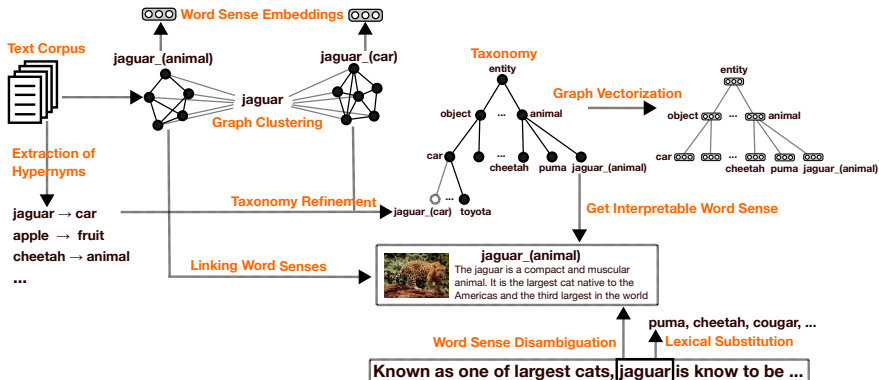 Word Sense Embeddings
Text Corpus
jaguar_(animal)
jaguar_(car)
jaguar
Graph Clustering
Taxonomy
entity
object
...
animal
car
...
cheetah
puma
jaguar_(animal)
...
jaguar_(car)
toyota
Graph Vectorization
entity
object
...
animal
car
...
cheetah
puma
jaguar_(animal)
Extraction of
Hypernyms
jaguar → car
apple → fruit
cheetah → animal
...
Taxonomy Refinement
Linking Word Senses
Get Interpretable Word Sense
jaguar_(animal)
The jaguar is a compact and muscular
animal. It is the largest cat native to the
Americas and the third largest in the world
puma, cheetah, cougar, ...
Word Sense Disambiguation
Lexical Substitution
Known as one of largest cats, jaguar is know to be ...